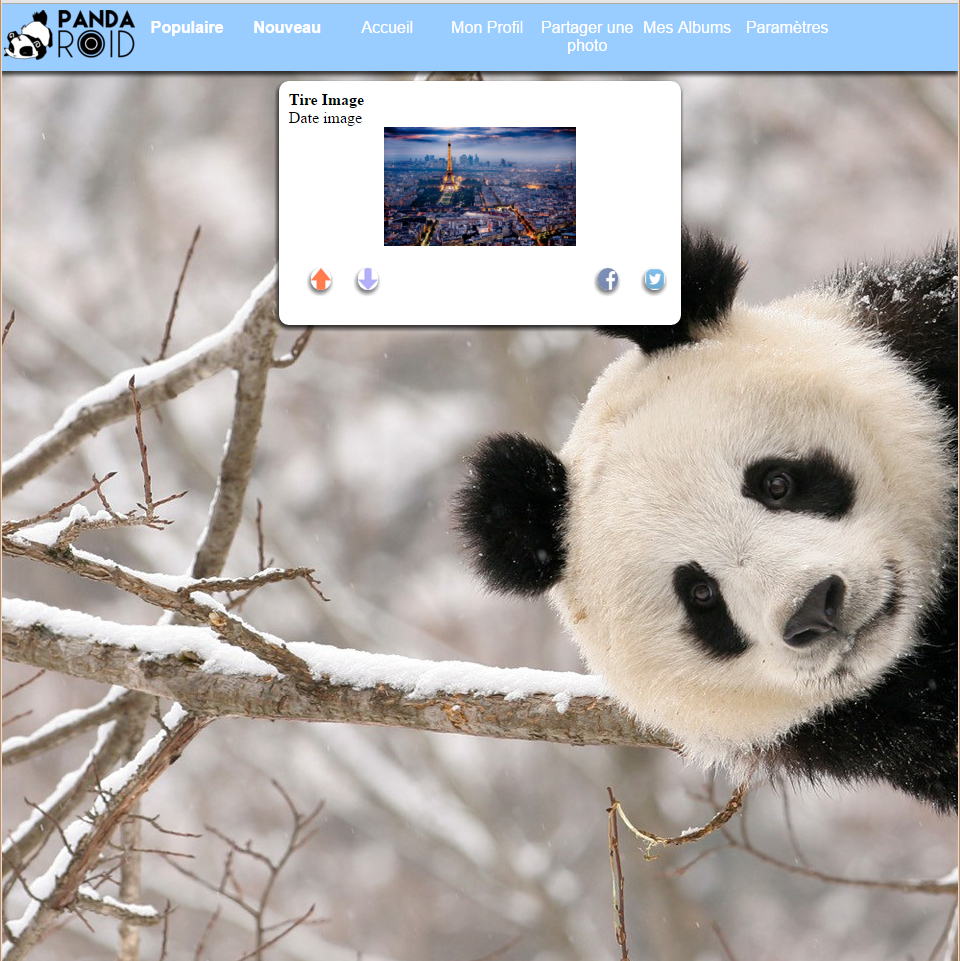 PANDA
ROID
Populaire
Nouveau
Accueil
Mon Profil
Partager une
photo
Mes Albums
Paramètres
Tire Image
Date image